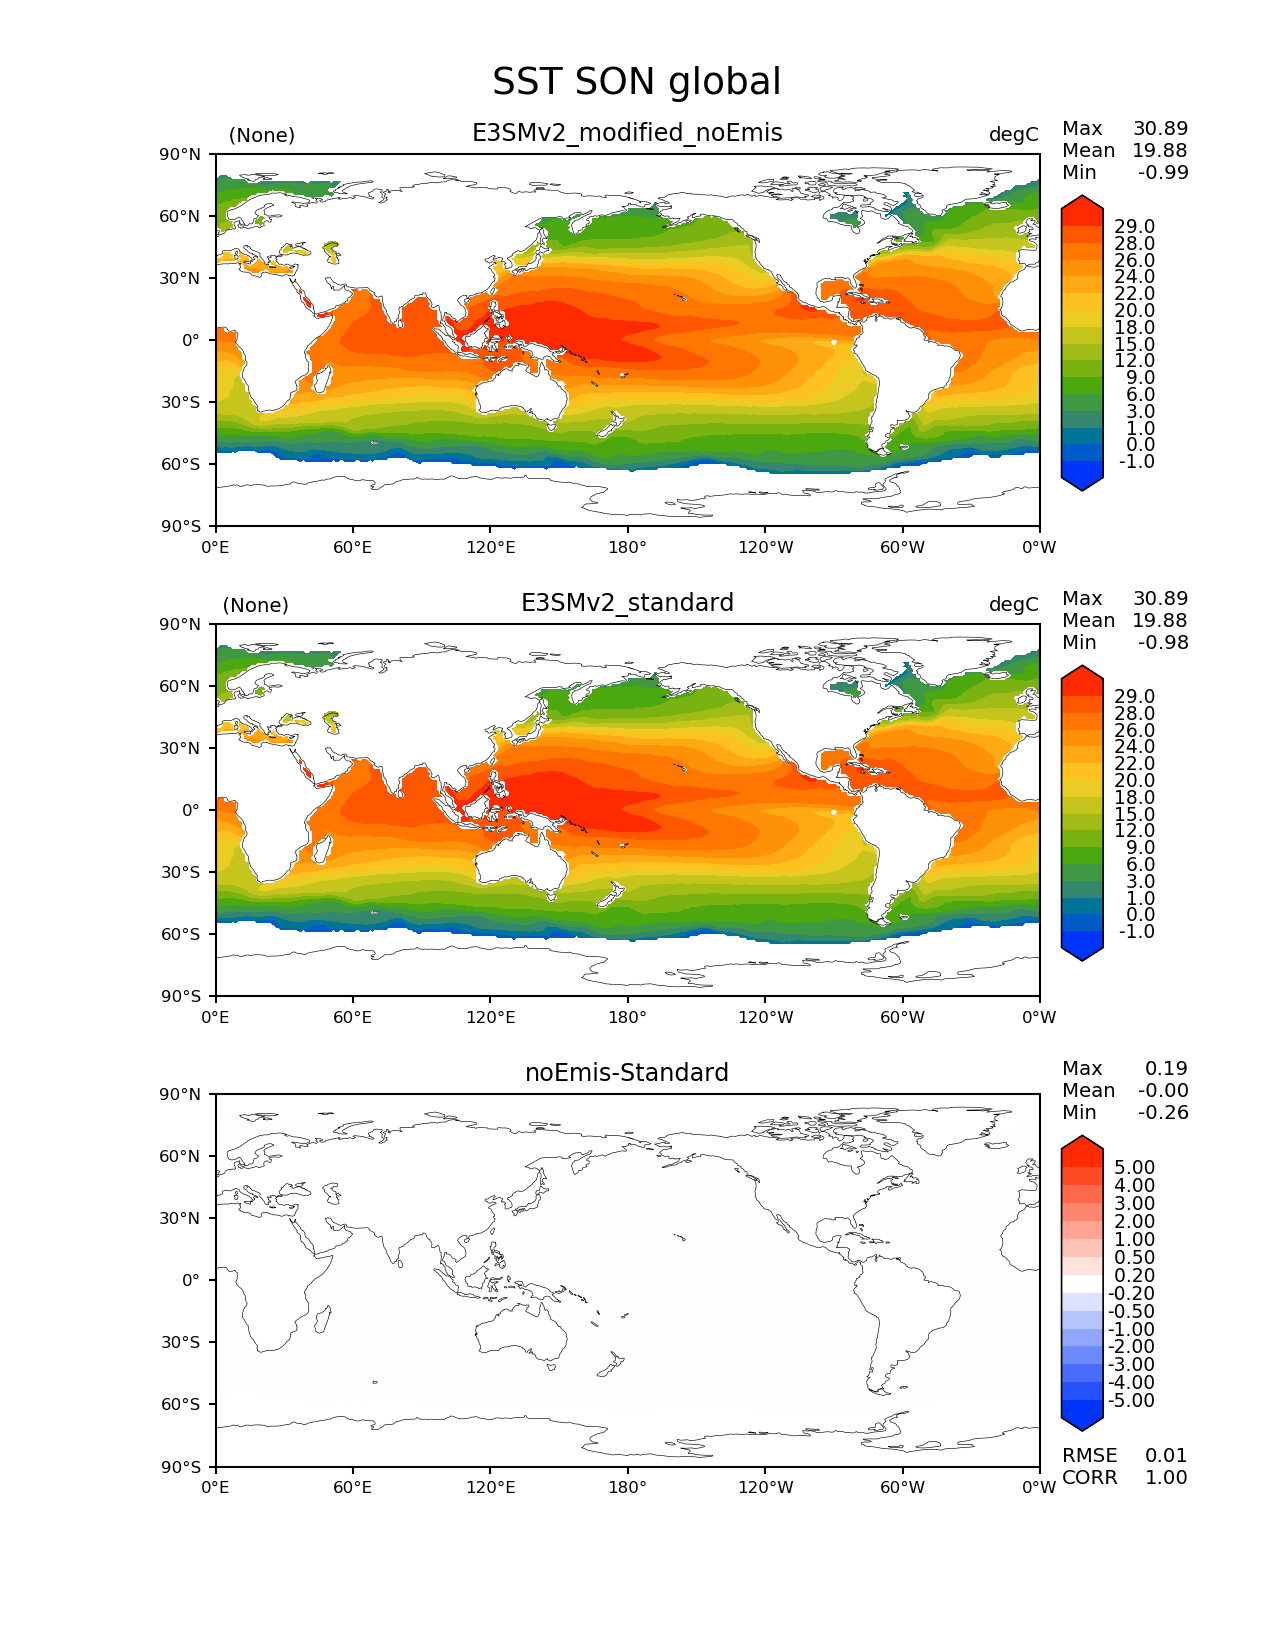 SST SON global
(None) E3SMv2_modified_noEmis degC
Max 30.89
Mean 19.88
Min -0.99
90°N
60°N
30°N
0°
30°S
60°S
90°S
0°E 60°E 120°E 180° 120°W 60°W 0°W
29.0
28.0
26.0
24.0
22.0
20.0
18.0
15.0
12.0
9.0
6.0
3.0
1.0
0.0
-1.0
(None) E3SMv2_standard degC
Max 30.89
Mean 19.88
Min -0.98
90°N
60°N
30°N
0°
30°S
60°S
90°S
0°E 60°E 120°E 180° 120°W 60°W 0°W
29.0
28.0
26.0
24.0
22.0
20.0
18.0
15.0
12.0
9.0
6.0
3.0
1.0
0.0
-1.0
noEmis-Standard
Max 0.19
Mean -0.00
Min -0.26
90°N
60°N
30°N
0°
30°S
60°S
90°S
0°E 60°E 120°E 180° 120°W 60°W 0°W
5.00
4.00
3.00
2.00
1.00
0.50
0.20
-0.20
-0.50
-1.00
-2.00
-3.00
-4.00
-5.00
RMSE 0.01
CORR 1.00